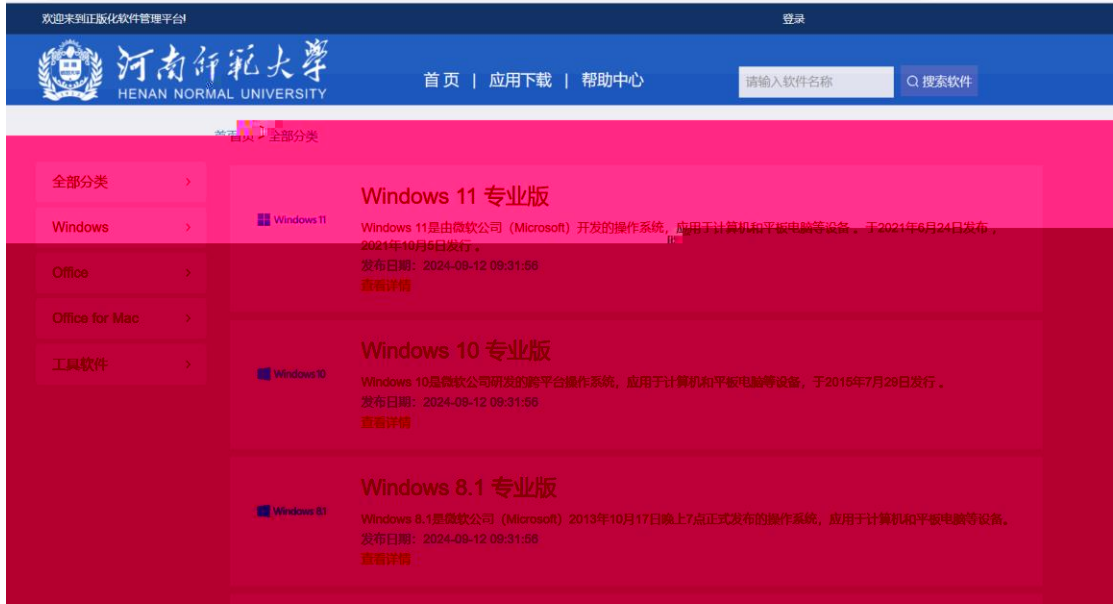 欢迎来到正版化软件管理平台!
登录
河南师范大学
HENAN NORMAL UNIVERSITY
首页 | 应用下载 | 帮助中心
请输入软件名称
搜索软件
首页 > 全部分类
全部分类
Windows
Office
Office for Mac
工具软件
Windows 11
Windows 11 专业版
Windows 11是由微软公司（Microsoft）开发的操作系统，应用于计算机和平板电脑等设备 。于2021年6月24日发布 ，
2021年10月5日发行 。
发布日期：2024-09-12 09:31:56
查看详情
Windows10
Windows 10 专业版
Windows 10是微软公司研发的跨平台操作系统，应用于计算机和平板电脑等设备，于2015年7月29日发行 。
发布日期：2024-09-12 09:31:56
查看详情
Windows 8.1
Windows 8.1 专业版
Windows 8.1是微软公司（Microsoft）2013年10月17日晚上7点正式发布的操作系统，应用于计算机和平板电脑等设备。
发布日期：2024-09-12 09:31:56
查看详情